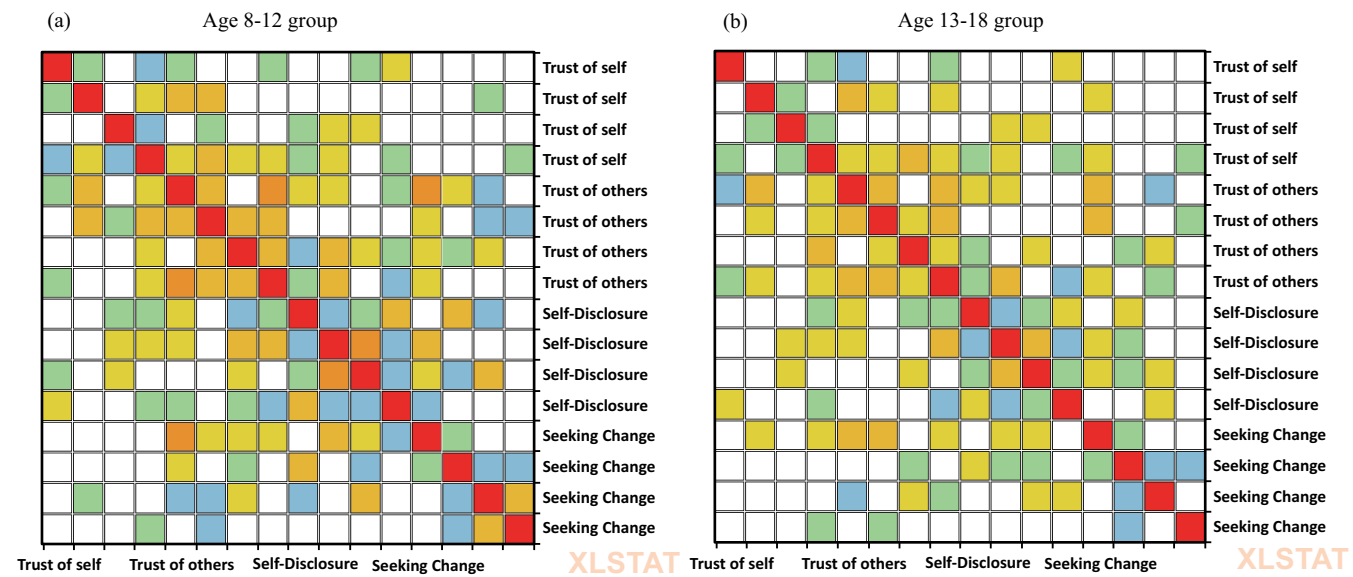 (a) Age 8-12 group
Trust of self
Trust of self
Trust of self
Trust of self
Trust of others
Trust of others
Trust of others
Trust of others
Self-Disclosure
Self-Disclosure
Self-Disclosure
Self-Disclosure
Seeking Change
Seeking Change
Seeking Change
Seeking Change
Trust of self Trust of others Self-Disclosure Seeking Change
XLSTAT
(b) Age 13-18 group
Trust of self
Trust of self
Trust of self
Trust of self
Trust of others
Trust of others
Trust of others
Trust of others
Self-Disclosure
Self-Disclosure
Self-Disclosure
Self-Disclosure
Seeking Change
Seeking Change
Seeking Change
Seeking Change
Trust of self Trust of others Self-Disclosure Seeking Change
XLSTAT